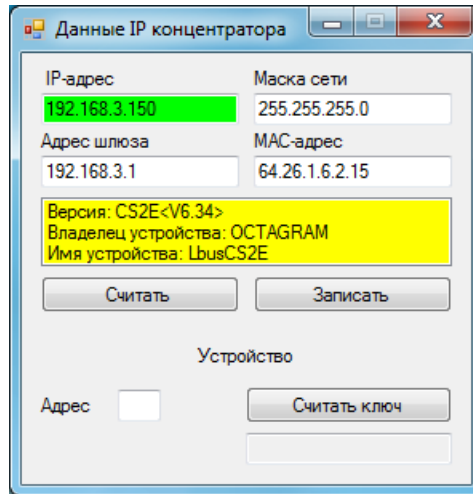 Данные IP концентратора
IP-адрес
Маска сети
192.168.3.150
255.255.255.0
Адрес шлюза
MAC-адрес
192.168.3.1
64.26.1.6.2.15
Версия: CS2E<V6.34>
Владелец устройства: OCTAGRAM
Имя устройства: LbusCS2E
Считать
Записать
Устройство
Адрес
Считать ключ